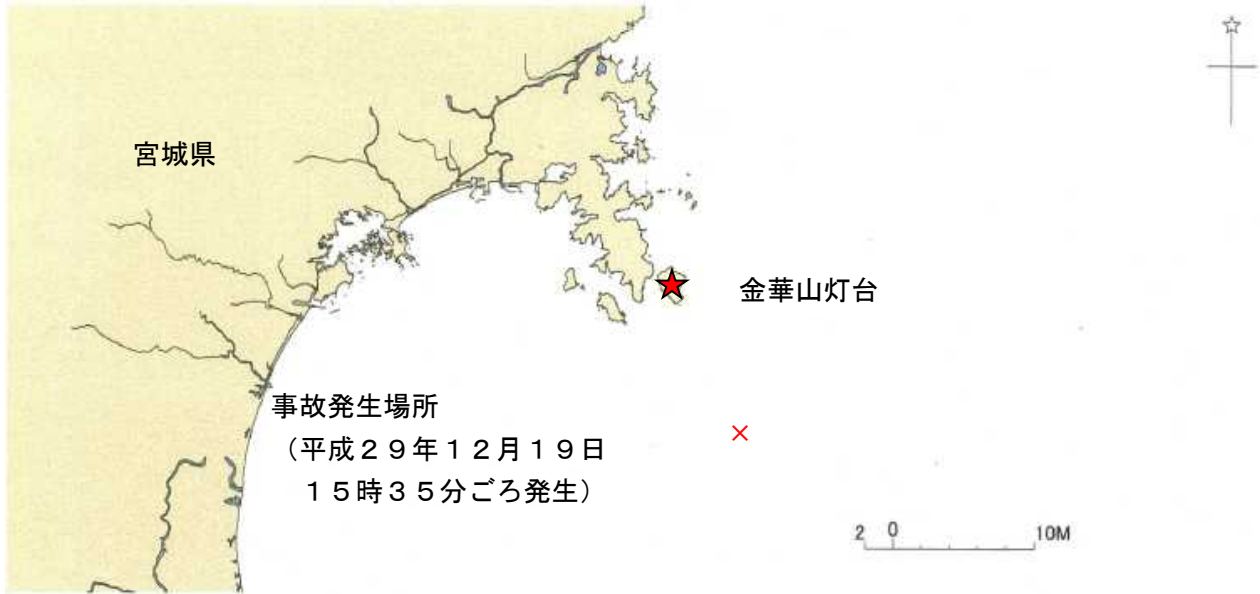 宮城県
金華山灯台
事故発生場所
（平成２９年１２月１９日
１５時３５分ごろ発生）
2 0 10M